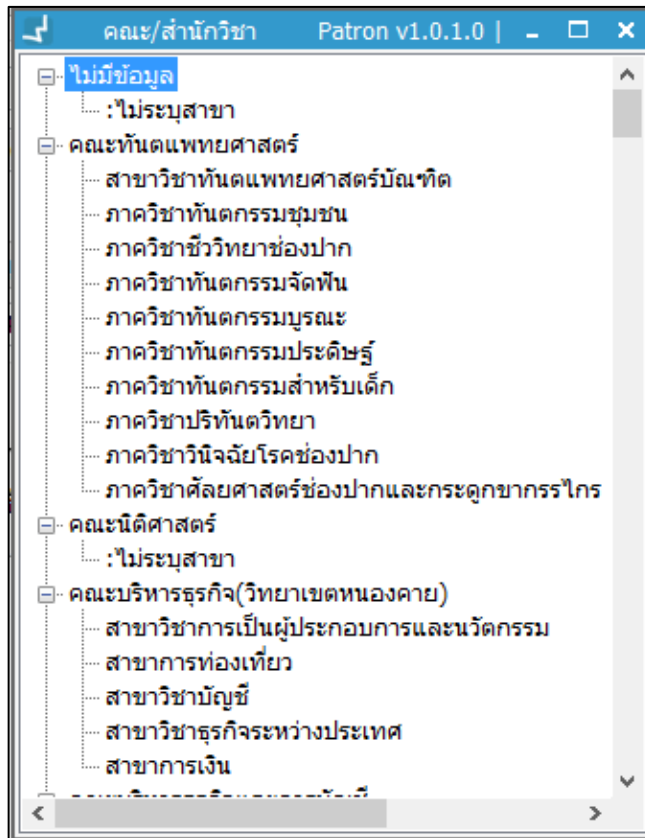 คณะ/สำนักวิชา Patron v1.0.1.0 |
ไม่มีข้อมูล
:ไม่ระบุสาขา
คณะทันตแพทยศาสตร์
สาขาวิชาทันตแพทยศาสตร์บัณฑิต
ภาควิชาทันตกรรมชุมชน
ภาควิชาชีววิทยาช่องปาก
ภาควิชาทันตกรรมจัดฟัน
ภาควิชาทันตกรรมบูรณะ
ภาควิชาทันตกรรมประดิษฐ์
ภาควิชาทันตกรรมสำหรับเด็ก
ภาควิชาปริทันตวิทยา
ภาควิชาวินิจฉัยโรคช่องปาก
ภาควิชาศัลยศาสตร์ช่องปากและกระดูกขากรรไกร
คณะนิติศาสตร์
:ไม่ระบุสาขา
คณะบริหารธุรกิจ(วิทยาเขตหนองคาย)
สาขาวิชาการเป็นผู้ประกอบการและนวัตกรรม
สาขาการท่องเที่ยว
สาขาวิชาบัญชี
สาขาวิชาธุรกิจระหว่างประเทศ
สาขาการเงิน